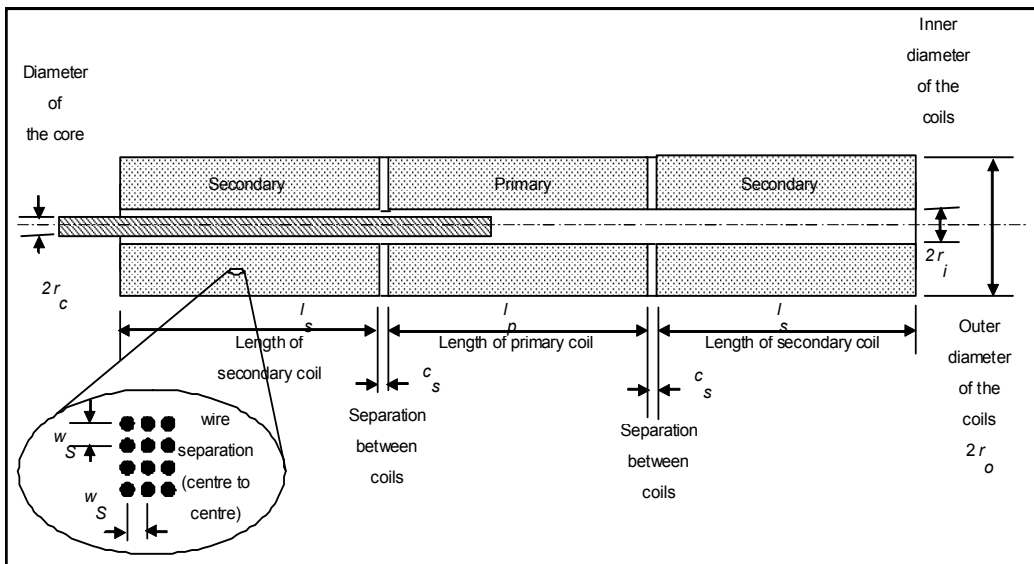 Inner
diameter
of the
coils
Diameter
of
the core
Secondary
Primary
Secondary
2 r c
2 r i
l s
Length of
secondary coil
l p
Length of primary coil
l s
Length of secondary coil
c s
Separation
between
coils
c s
Separation
between
coils
Outer
diameter
of the
coils
2 r o
w S
wire
separation
(centre to
centre)
w S